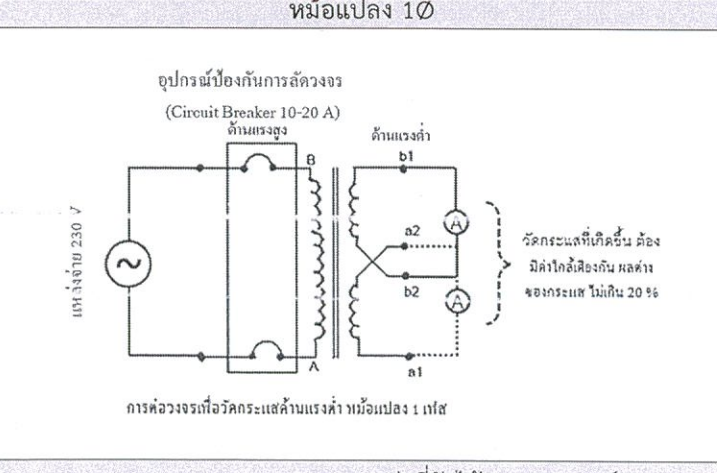 หม้อแปลง 1Ø
อุปกรณ์ป้องกันการลัดวงจร
(Circuit Breaker 10-20 A)
ด้านแรงสูง
ด้านแรงต่ำ
B
b1
A
a2
b2
A
A
a1
~
แหล่งจ่าย 230 V
วัดกระแสที่เกิดขึ้น ต้อง
มีค่าใกล้เคียงกัน ผลต่าง
ของกระแส ไม่เกิน 20 %
การต่อวงจรเพื่อวัดกระแสด้านแรงต่ำ หม้อแปลง 1 เฟส